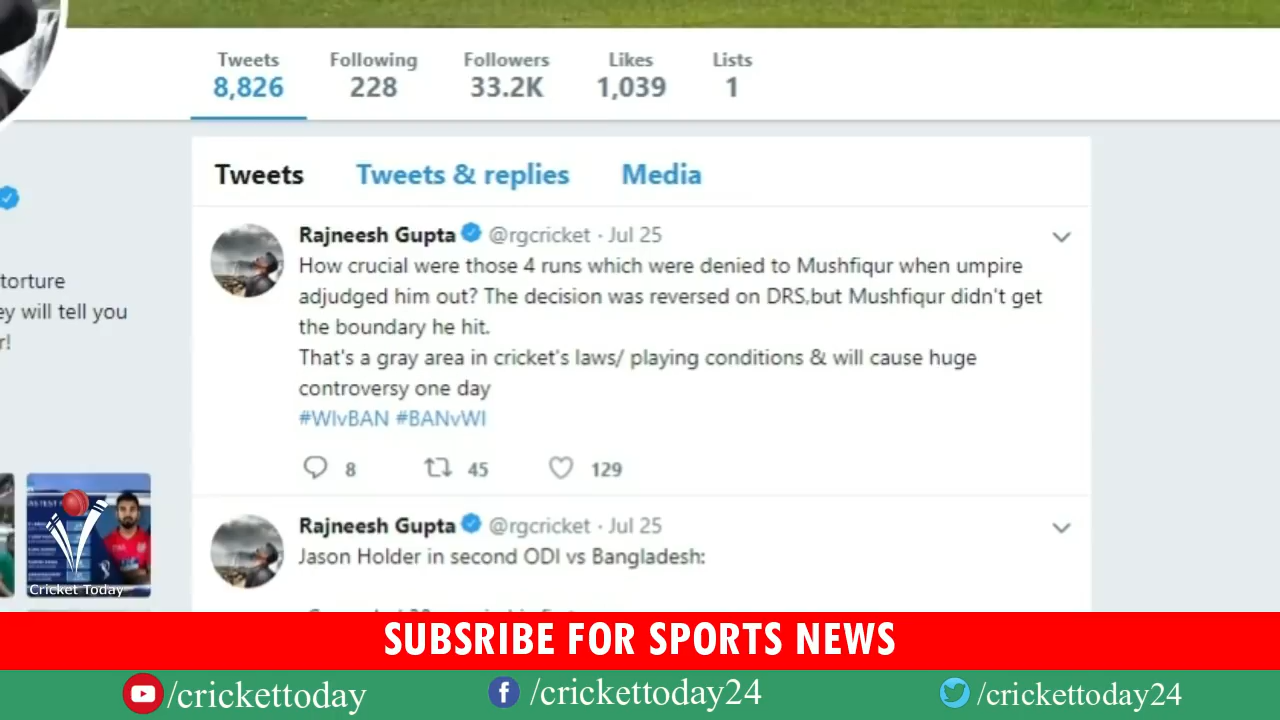 Tweets Following Followers Likes Lists
8,826 228 33.2K 1,039 1
Tweets Tweets & replies Media
Rajneesh Gupta @rgcricket · Jul 25
How crucial were those 4 runs which were denied to Mushfiqur when umpire
adjudged him out? The decision was reversed on DRS,but Mushfiqur didn't get
the boundary he hit.
That's a gray area in cricket's laws/ playing conditions & will cause huge
controversy one day
#WIvBAN #BANvWI
8 45 129
torture
ey will tell you
r!
Rajneesh Gupta @rgcricket · Jul 25
Jason Holder in second ODI vs Bangladesh:
Cricket Today
SUBSRIBE FOR SPORTS NEWS
/crickettoday /crickettoday24 /crickettoday24